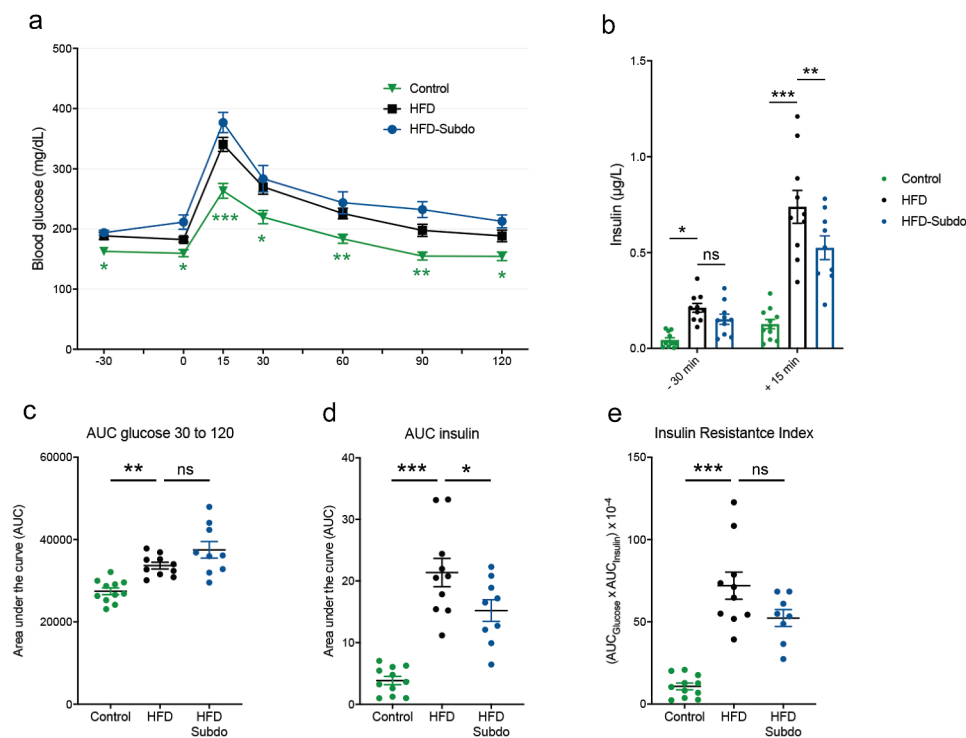 a
500
400
300
200
100
0
Blood glucose (mg/dL)
-30
0
15
30
60
90
120
Control
HFD
HFD-Subdo
*
*
***
*
**
**
*
b
1.5
1.0
0.5
0.0
Insulin (µg/L)
*
ns
***
**
- 30 min
+ 15 min
Control
HFD
HFD-Subdo
c
AUC glucose 30 to 120
60000
40000
20000
0
Area under the curve (AUC)
**
ns
Control
HFD
HFD
Subdo
d
AUC insulin
40
30
20
10
0
Area under the curve (AUC)
***
*
Control
HFD
HFD
Subdo
e
Insulin Resistantce Index
150
100
50
0
(AUCGlucose x AUCInsulin) x 10-4
***
ns
Control
HFD
HFD
Subdo